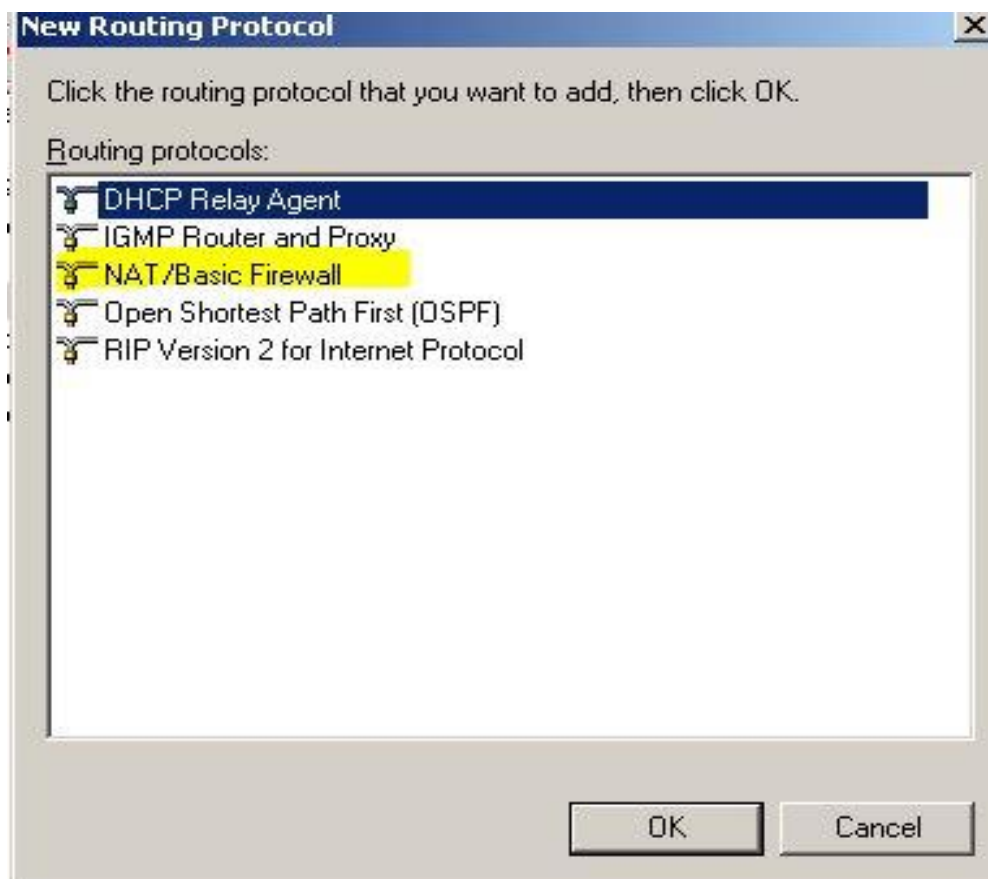 New Routing Protocol
Click the routing protocol that you want to add, then click OK.
Routing protocols:
DHCP Relay Agent
IGMP Router and Proxy
NAT/Basic Firewall
Open Shortest Path First (OSPF)
RIP Version 2 for Internet Protocol
OK
Cancel